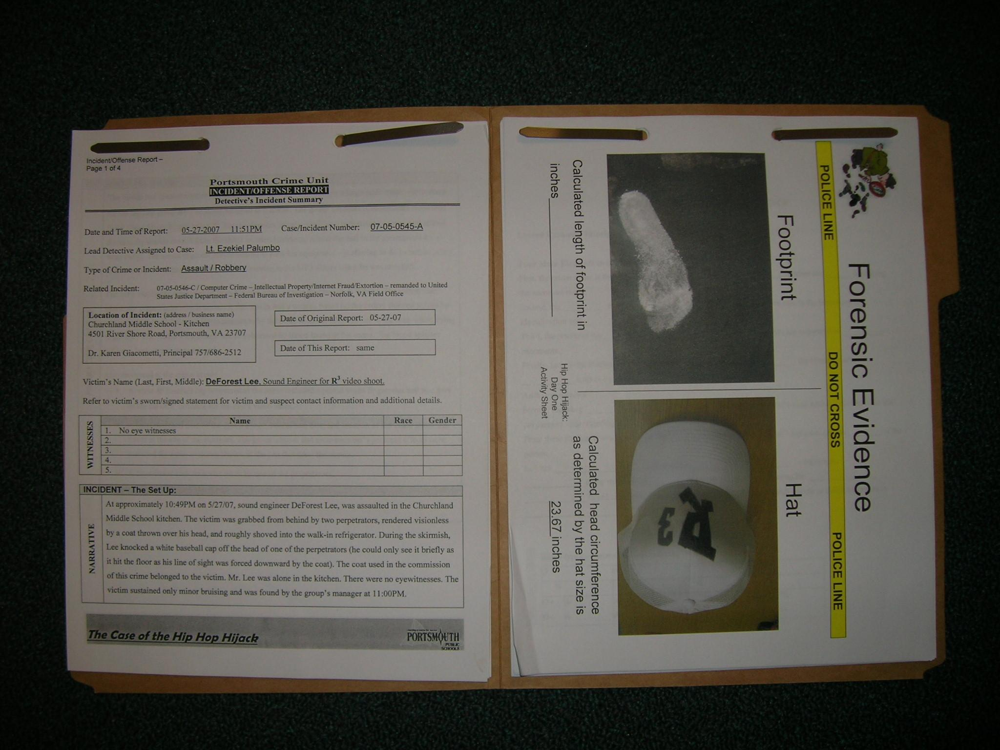 Incident/Offense Report –
Page 1 of 4
Portsmouth Crime Unit
INCIDENT/OFFENSE REPORT
Detective's Incident Summary
Date and Time of Report: 05-27-2007 11:51PM Case/Incident Number: 07-05-0545-A
Lead Detective Assigned to Case: Lt. Ezekiel Palumbo
Type of Crime or Incident: Assault / Robbery
Related Incident: 07-05-0546-C / Computer Crime – Intellectual Property/Internet Fraud/Extortion – remanded to United
States Justice Department – Federal Bureau of Investigation – Norfolk, VA Field Office
Location of Incident: (address / business name)
Churchland Middle School - Kitchen
4501 River Shore Road, Portsmouth, VA 23707
Dr. Karen Giacometti, Principal 757/686-2512
Date of Original Report: 05-27-07
Date of This Report: same
Victim's Name (Last, First, Middle): DeForest Lee, Sound Engineer for R³ video shoot.
Refer to victim's sworn/signed statement for victim and suspect contact information and additional details.
WITNESSES
Name Race Gender
1. No eye witnesses
2.
3.
4.
5.
INCIDENT – The Set Up:
NARRATIVE
At approximately 10:49PM on 5/27/07, sound engineer DeForest Lee, was assaulted in the Churchland
Middle School kitchen. The victim was grabbed from behind by two perpetrators, rendered visionless
by a coat thrown over his head, and roughly shoved into the walk-in refrigerator. During the skirmish,
Lee knocked a white baseball cap off the head of one of the perpetrators (he could only see it briefly as
it hit the floor as his line of sight was forced downward by the coat). The coat used in the commission
of this crime belonged to the victim. Mr. Lee was alone in the kitchen. There were no eyewitnesses. The
victim sustained only minor bruising and was found by the group's manager at 11:00PM.
The Case of the Hip Hop Hijack
PORTSMOUTH
PUBLIC
SCHOOLS
Forensic Evidence
POLICE LINE DO NOT CROSS POLICE LINE
Footprint
Calculated length of footprint in
inches
Hat
R3
Calculated head circumference
as determined by the hat size is
23.67 inches
Hip Hop Hijack:
Day One
Activity Sheet